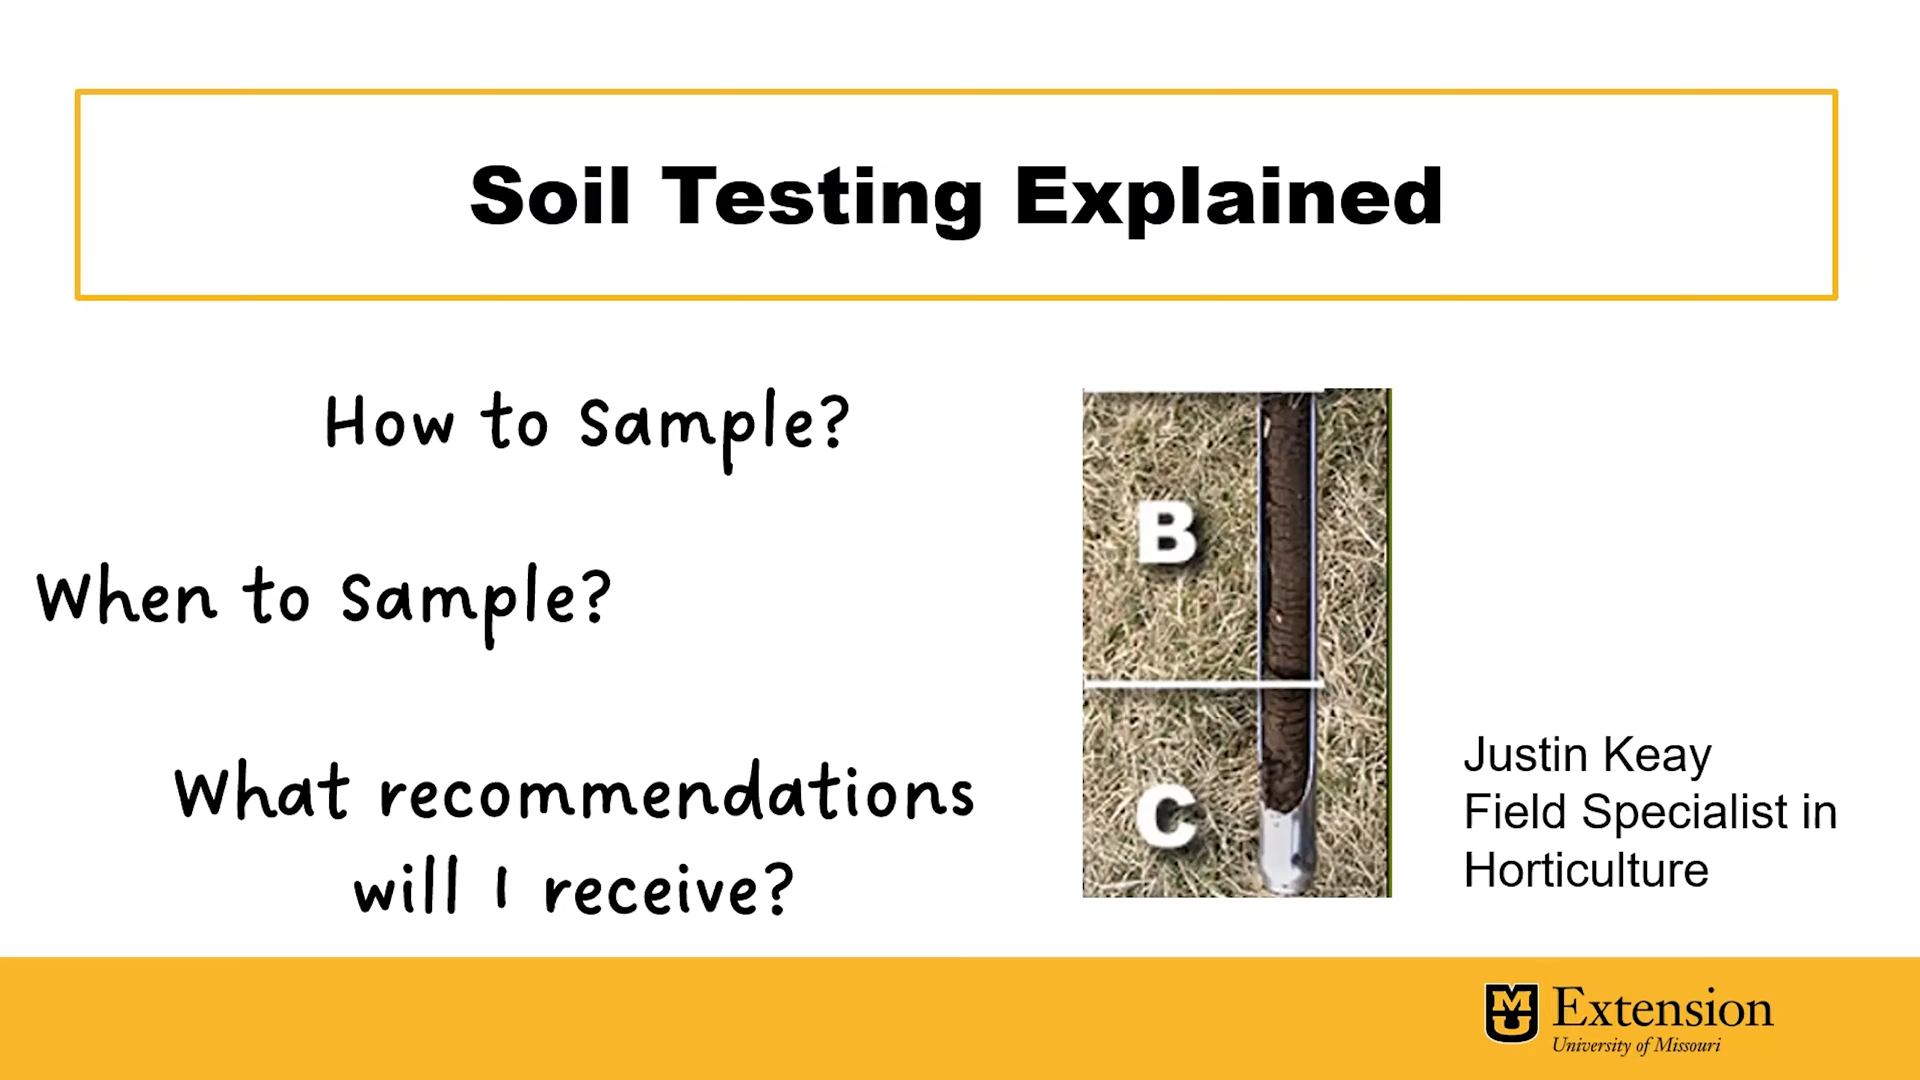 Soil Testing Explained
How to Sample?
When to Sample?
What recommendations
will I receive?
B
C
Justin Keay
Field Specialist in
Horticulture
MU
Extension
University of Missouri